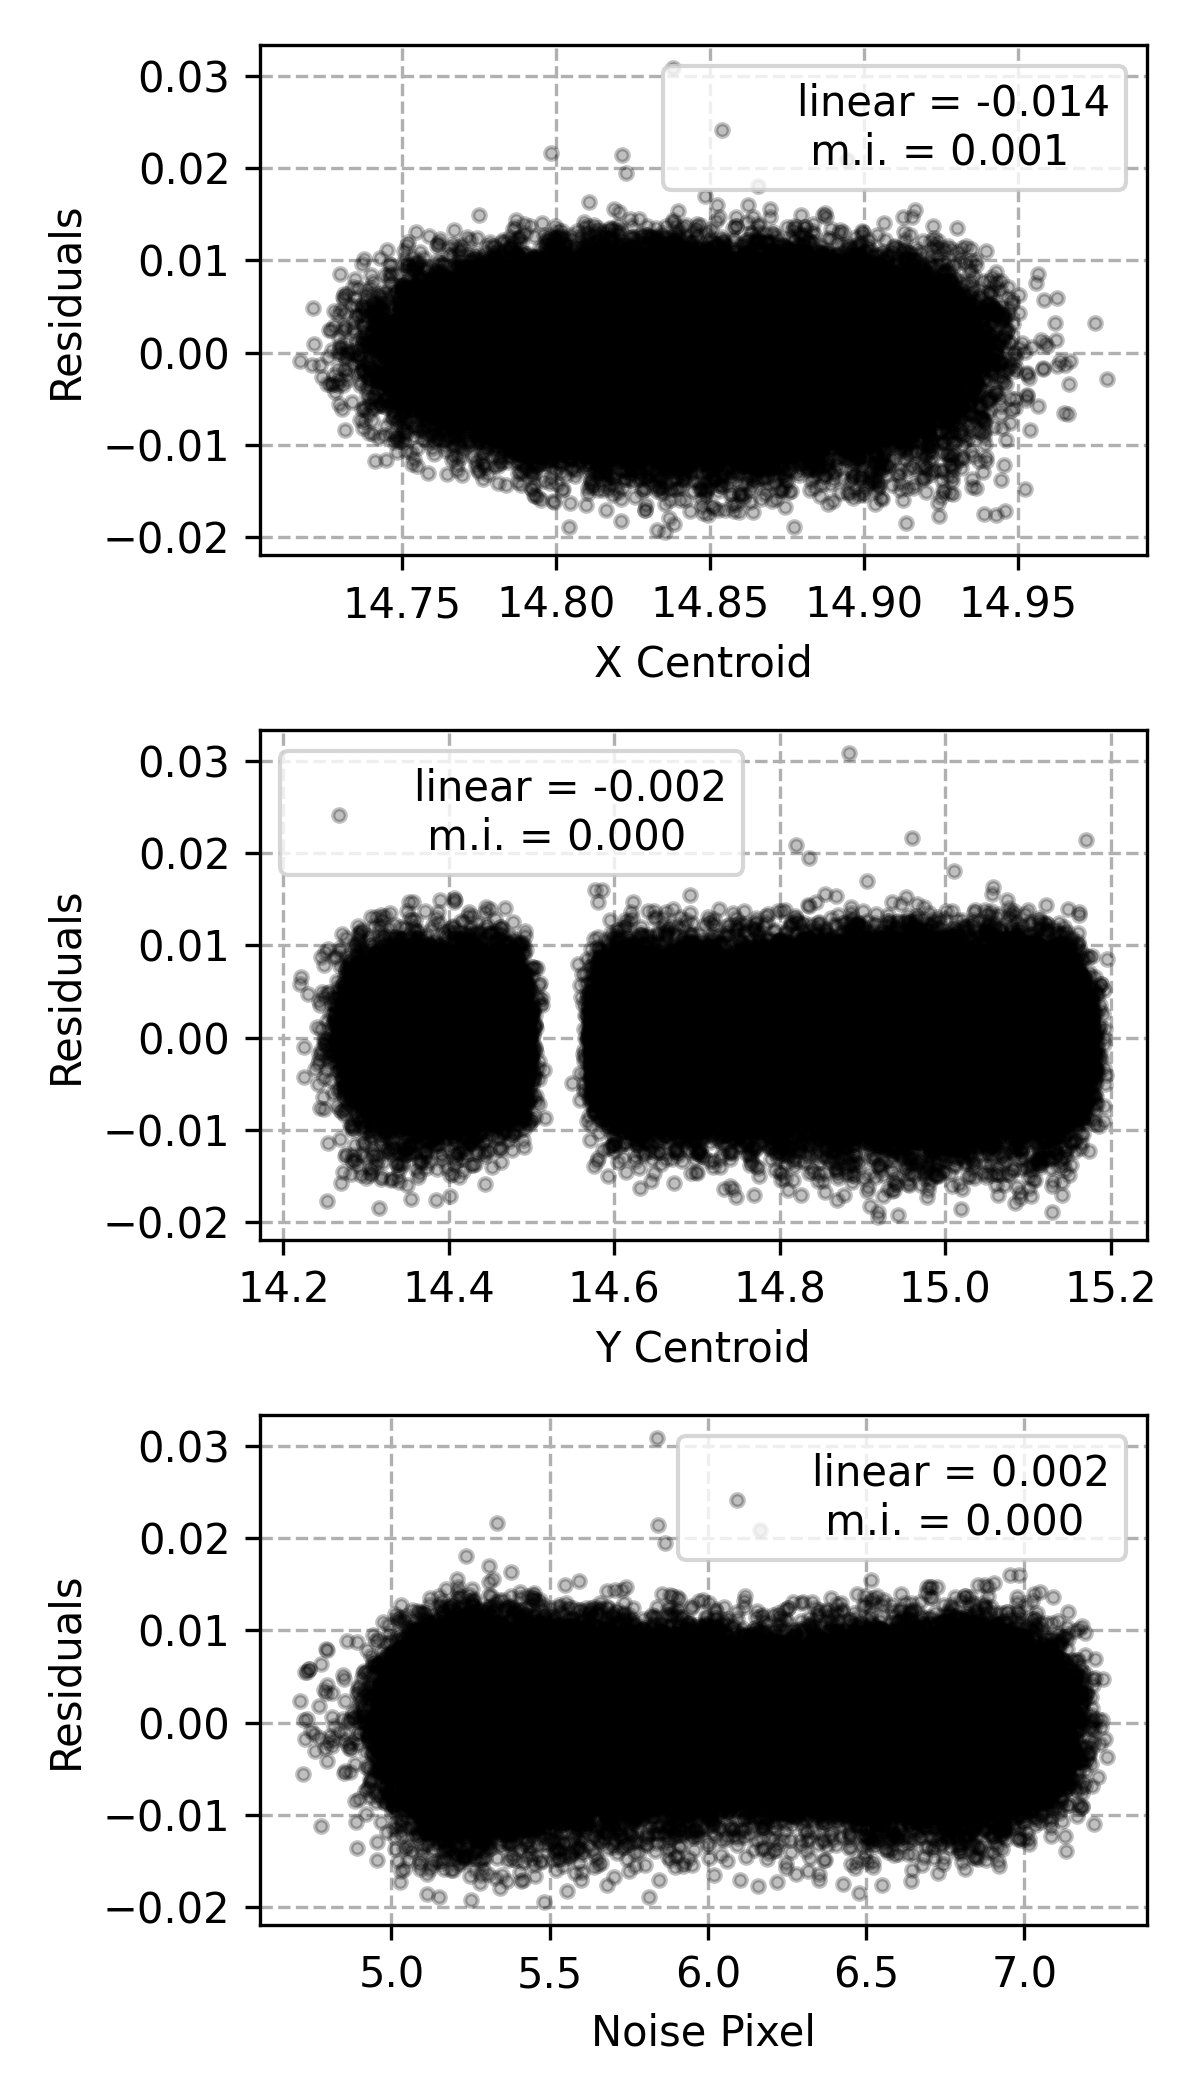 0.03
0.02
0.01
0.00
−0.01
−0.02
Residuals
linear = -0.014
m.i. = 0.001
14.75 14.80 14.85 14.90 14.95
X Centroid
0.03
0.02
0.01
0.00
−0.01
−0.02
Residuals
linear = -0.002
m.i. = 0.000
14.2 14.4 14.6 14.8 15.0 15.2
Y Centroid
0.03
0.02
0.01
0.00
−0.01
−0.02
Residuals
linear = 0.002
m.i. = 0.000
5.0 5.5 6.0 6.5 7.0
Noise Pixel